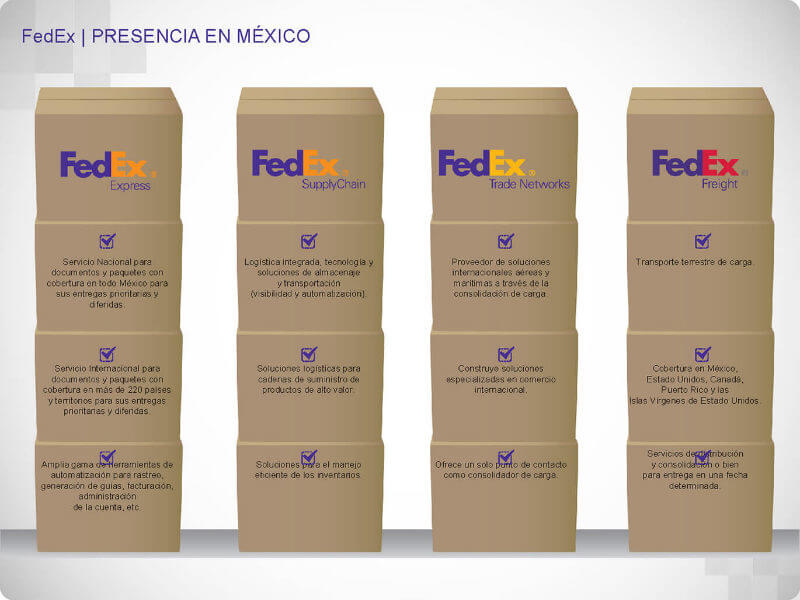 FedEx | PRESENCIA EN MÉXICO
FedEx®
Express
Servicio Nacional para
documentos y paquetes con
cobertura en todo México para
sus entregas prioritarias y
diferidas.
Servicio Internacional para
documentos y paquetes con
cobertura en más de 220 países
y territorios para sus entregas
prioritarias y diferidas.
Amplia gama de herramientas de
automatización para rastreo,
generación de guías, facturación,
administración
de la cuenta, etc.
FedEx®
SupplyChain
Logística integrada, tecnología y
soluciones de almacenaje
y transportación
(visibilidad y automatización).
Soluciones logísticas para
cadenas de suministro de
productos de alto valor.
Soluciones para el manejo
eficiente de los inventarios.
FedEx®
Trade Networks
Proveedor de soluciones
internacionales aéreas y
marítimas a través de la
consolidación de carga.
Construye soluciones
especializadas en comercio
internacional.
Ofrece un solo punto de contacto
como consolidador de carga.
FedEx®
Freight
Transporte terrestre de carga.
Cobertura en México,
Estado Unidos, Canadá,
Puerto Rico y las
Islas Vírgenes de Estado Unidos.
Servicios de distribución
y consolidación o bien
para entrega en una fecha
determinada.